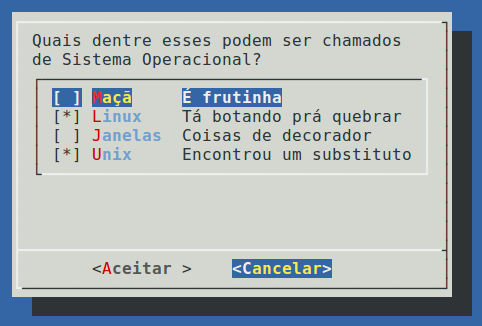 Quais dentre esses podem ser chamados
de Sistema Operacional?
[ ] Maçã É frutinha
[*] Linux Tá botando prá quebrar
[ ] Janelas Coisas de decorador
[*] Unix Encontrou um substituto
<Aceitar > <Cancelar>